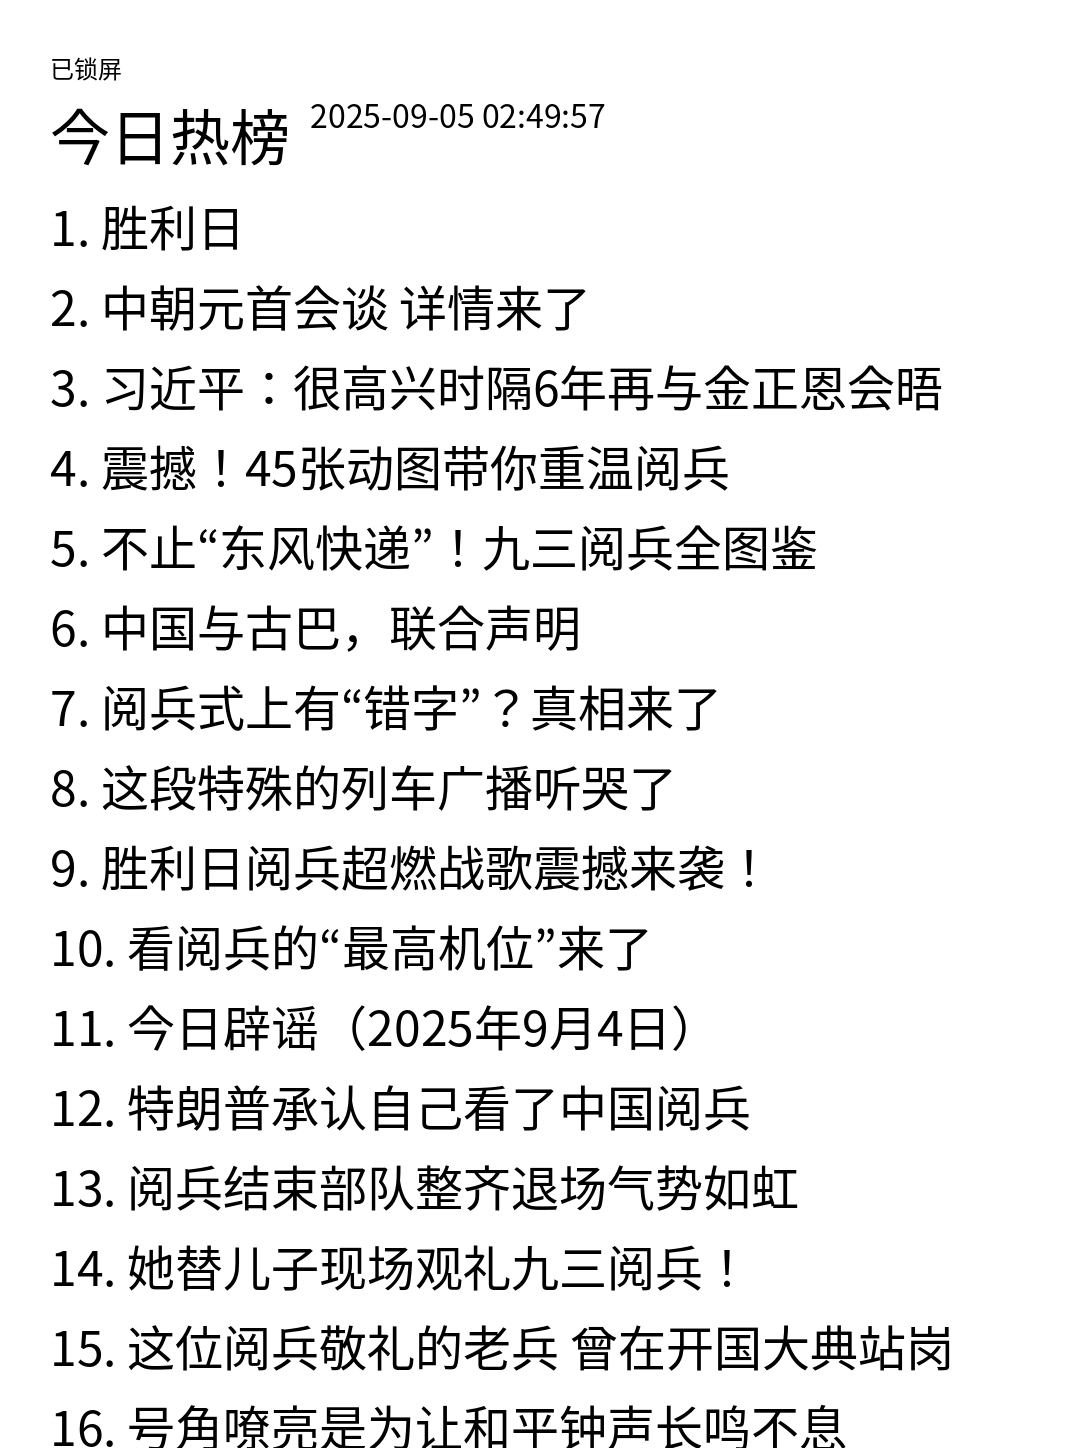 已锁屏
今日热榜 2025-09-05 02:49:57
1. 胜利日
2. 中朝元首会谈 详情来了
3. 习近平：很高兴时隔6年再与金正恩会晤
4. 震撼！45张动图带你重温阅兵
5. 不止“东风快递”！九三阅兵全图鉴
6. 中国与古巴，联合声明
7. 阅兵式上有“错字”？真相来了
8. 这段特殊的列车广播听哭了
9. 胜利日阅兵超燃战歌震撼来袭！
10. 看阅兵的“最高机位”来了
11. 今日辟谣（2025年9月4日）
12. 特朗普承认自己看了中国阅兵
13. 阅兵结束部队整齐退场气势如虹
14. 她替儿子现场观礼九三阅兵！
15. 这位阅兵敬礼的老兵 曾在开国大典站岗
16. 号角嘹亮是为让和平钟声长鸣不息